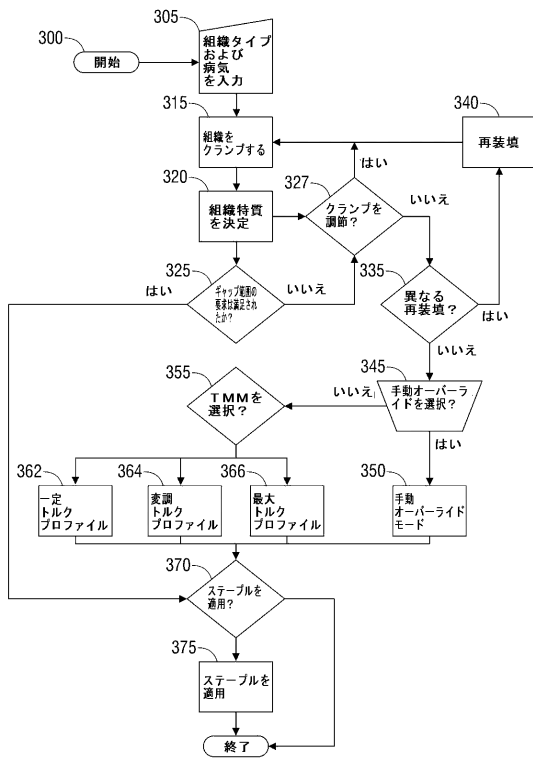 300
開始
305
組織タイプ
および
病気
を入力
315
組織を
クランプする
340
再装填
320
組織特質
を決定
327
クランプを
調節？
はい
いいえ
325
ギャップ範囲の
要求は満足され
たか？
はい
いいえ
335
異なる
再装填？
はい
いいえ
345
手動オーバーラ
イドを選択？
いいえ
はい
355
TMMを
選択？
362
一定
トルク
プロファイル
364
変調
トルク
プロファイル
366
最大
トルク
プロファイル
350
手動
オーバーライド
モード
370
ステープルを
適用？
375
ステープルを
適用
終了